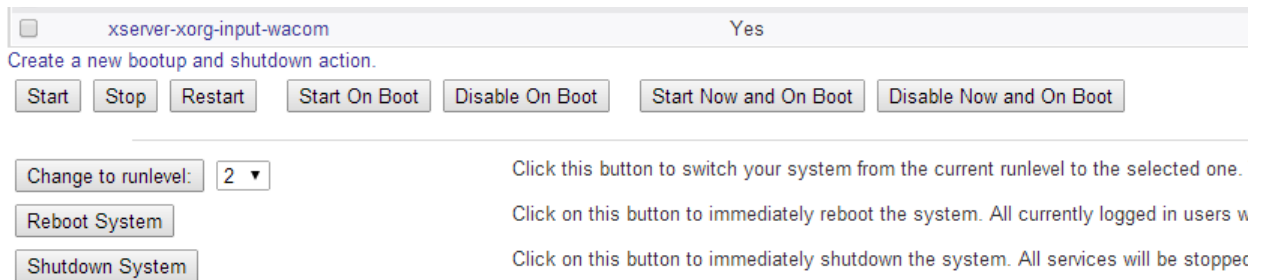 xserver-xorg-input-wacom Yes
Create a new bootup and shutdown action.
Start Stop Restart Start On Boot Disable On Boot Start Now and On Boot Disable Now and On Boot
Change to runlevel: 2 Click this button to switch your system from the current runlevel to the selected one.
Reboot System Click on this button to immediately reboot the system. All currently logged in users
Shutdown System Click on this button to immediately shutdown the system. All services will be stopped